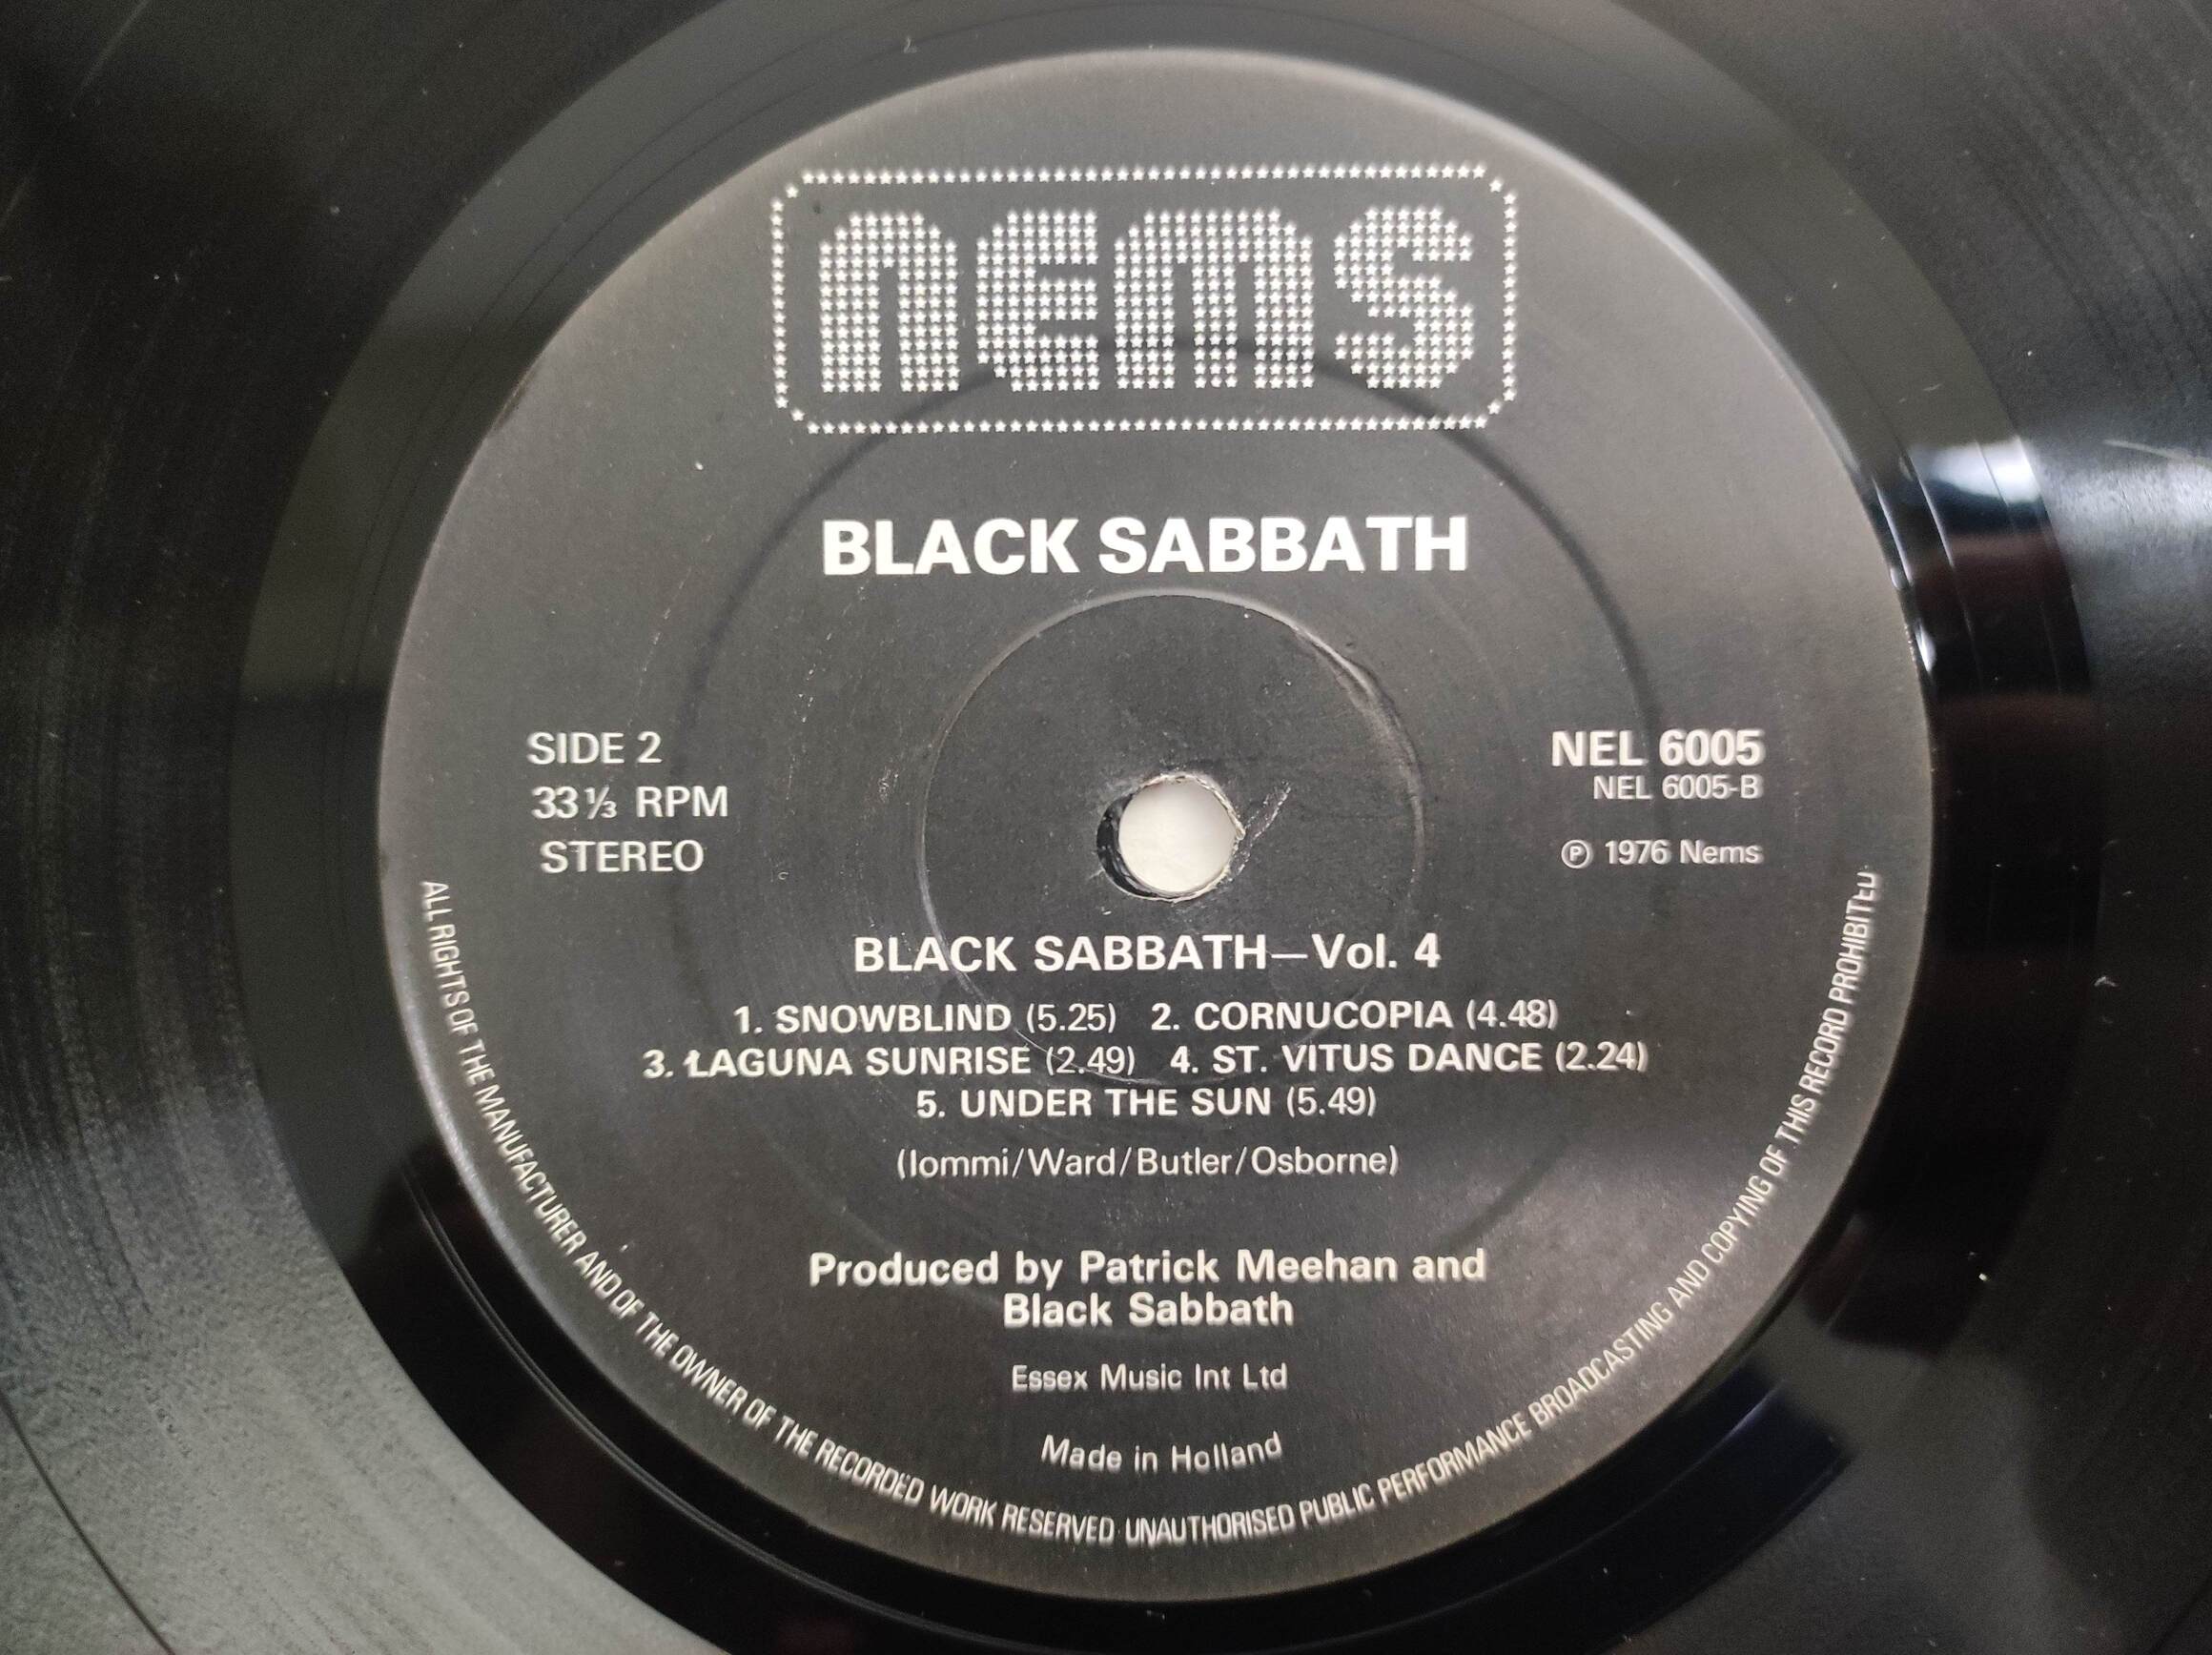 nems
BLACK SABBATH
SIDE 2
33⅓ RPM
STEREO
NEL 6005
NEL 6005-B
℗ 1976 Nems
BLACK SABBATH—Vol. 4
1. SNOWBLIND (5.25) 2. CORNUCOPIA (4.48)
3. LAGUNA SUNRISE (2.49) 4. ST. VITUS DANCE (2.24)
5. UNDER THE SUN (5.49)
(Iommi/Ward/Butler/Osborne)
Produced by Patrick Meehan and
Black Sabbath
Essex Music Int Ltd
Made in Holland
ALL RIGHTS OF THE MANUFACTURER AND OF THE OWNER OF THE RECORDED WORK RESERVED UNAUTHORISED PUBLIC PERFORMANCE BROADCASTING AND COPYING OF THIS RECORD PROHIBITED